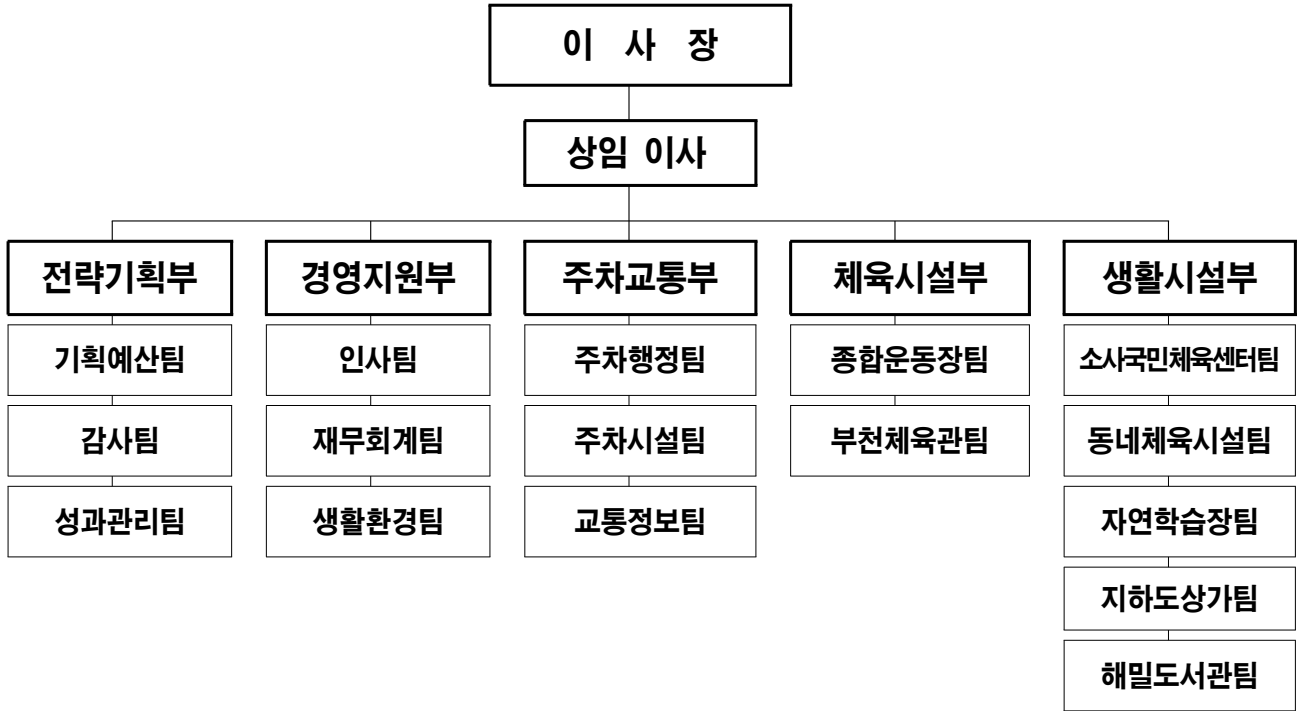 이 사 장
상임 이사
전략기획부 경영지원부 주차교통부 체육시설부 생활시설부
기획예산팀 인사팀 주차행정팀 종합운동장팀 소사국민체육센터팀
감사팀 재무회계팀 주차시설팀 부천체육관팀 동네체육시설팀
성과관리팀 생활환경팀 교통정보팀 자연학습장팀
지하도상가팀
해밀도서관팀